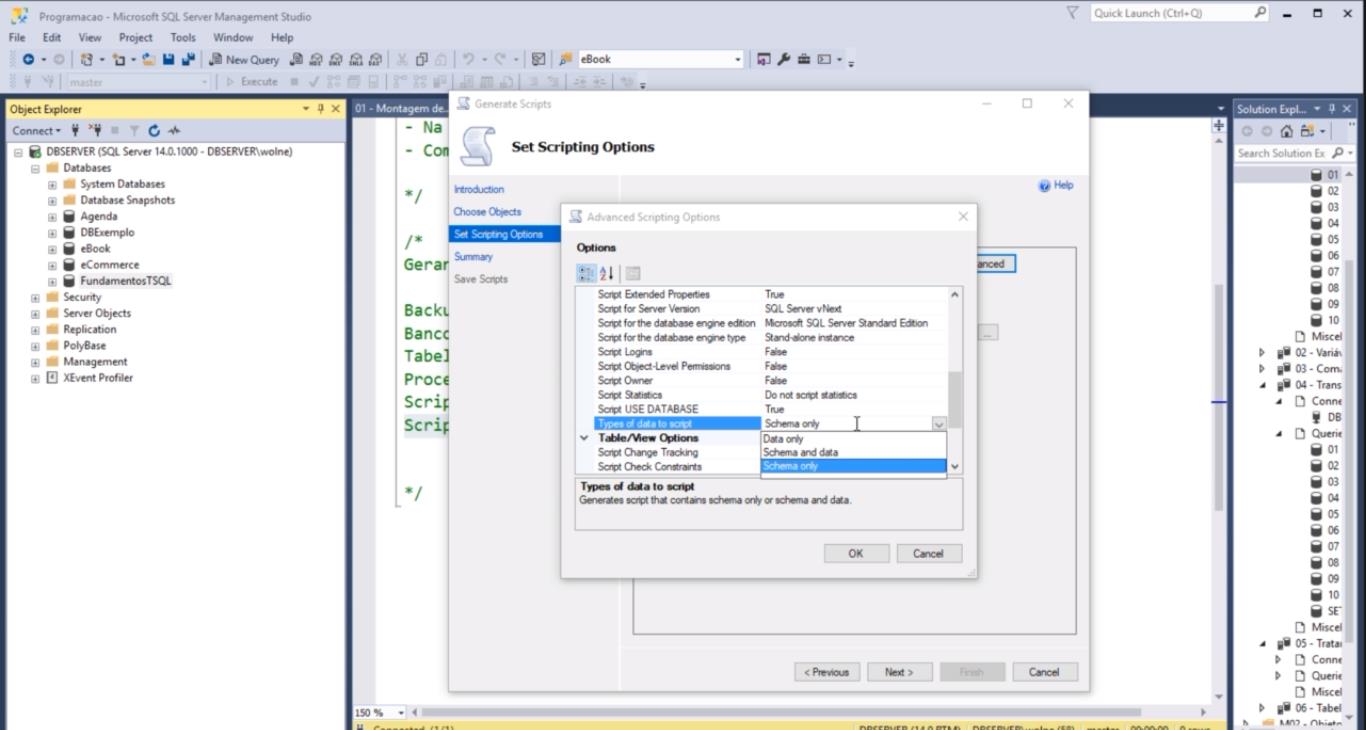 Programacao - Microsoft SQL Server Management Studio
Quick Launch (Ctrl+Q)
File Edit View Project Tools Window Help
New Query
eBook
master
Execute
Object Explorer
Connect
DBSERVER (SQL Server 14.0.1000 - DBSERVER\wolne)
Databases
System Databases
Database Snapshots
Agenda
DBExemplo
eBook
eCommerce
FundamentosTSQL
Security
Server Objects
Replication
PolyBase
Management
XEvent Profiler
01 - Montagem de...
- Na
- Com
*/
/*
Gerar
Backu
Banco
Tabel
Proce
Scrip
Scrip
*/
150 %
Generate Scripts
Set Scripting Options
Introduction
Choose Objects
Set Scripting Options
Summary
Save Scripts
Help
anced
...
Advanced Scripting Options
Options
Script Extended Properties True
Script for Server Version SQL Server vNext
Script for the database engine edition Microsoft SQL Server Standard Edition
Script for the database engine type Stand-alone instance
Script Logins False
Script Object-Level Permissions False
Script Owner False
Script Statistics Do not script statistics
Script USE DATABASE True
Types of data to script Schema only
Data only
Schema and data
Schema only
Table/View Options
Script Change Tracking
Script Check Constraints
Types of data to script
Generates script that contains schema only or schema and data.
OK Cancel
< Previous Next > Finish Cancel
Solution Expl...
Search Solution Ex
01
02
03
04
05
06
07
08
09
10
Miscel
02 - Variáv
03 - Coma
04 - Trans
Conne
DB
Querie
01
02
03
04
05
06
07
08
09
10
SET
Miscel
05 - Tratar
Conne
Querie
Miscel
06 - Tabel
M02 - Objeto
Connected. (1/1)
DBSERVER (14.0 RTM) DBSERVER\wolne (58) master 00:00:00 0 rows